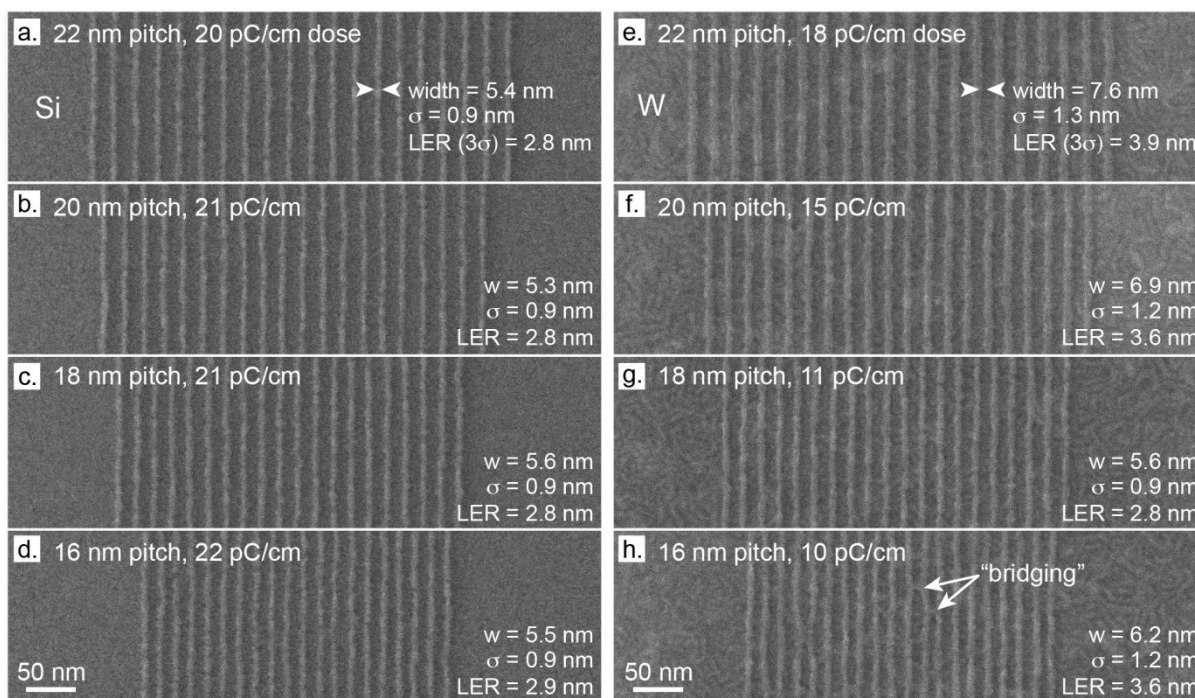 a. 22 nm pitch, 20 pC/cm dose
Si
width = 5.4 nm
σ = 0.9 nm
LER (3σ) = 2.8 nm
b. 20 nm pitch, 21 pC/cm
w = 5.3 nm
σ = 0.9 nm
LER = 2.8 nm
c. 18 nm pitch, 21 pC/cm
w = 5.6 nm
σ = 0.9 nm
LER = 2.8 nm
d. 16 nm pitch, 22 pC/cm
w = 5.5 nm
σ = 0.9 nm
LER = 2.9 nm
50 nm
e. 22 nm pitch, 18 pC/cm dose
W
width = 7.6 nm
σ = 1.3 nm
LER (3σ) = 3.9 nm
f. 20 nm pitch, 15 pC/cm
w = 6.9 nm
σ = 1.2 nm
LER = 3.6 nm
g. 18 nm pitch, 11 pC/cm
w = 5.6 nm
σ = 0.9 nm
LER = 2.8 nm
h. 16 nm pitch, 10 pC/cm
“bridging”
w = 6.2 nm
σ = 1.2 nm
LER = 3.6 nm
50 nm